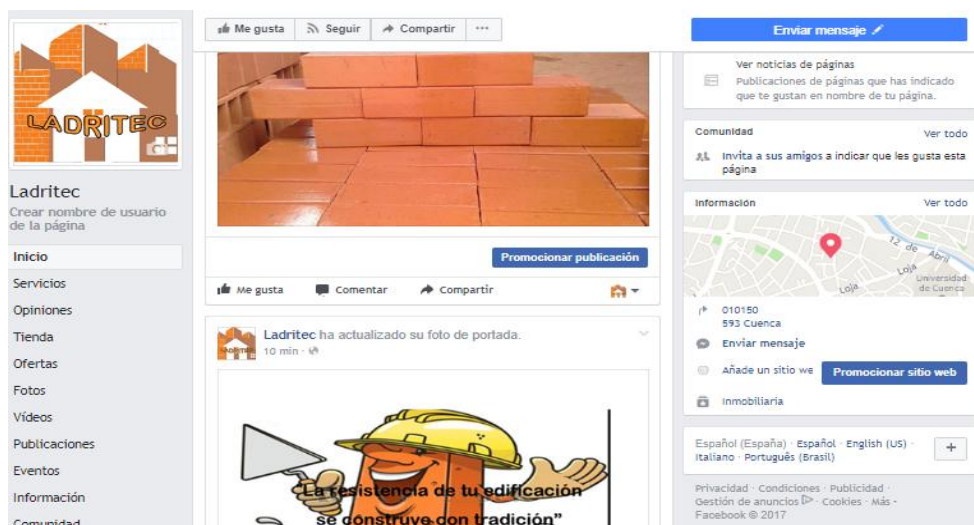 LADRITEC
Ladritec
Crear nombre de usuario
de la página
Inicio
Servicios
Opiniones
Tienda
Ofertas
Fotos
Vídeos
Publicaciones
Eventos
Información
Comunidad
Me gusta
Seguir
Compartir
Promocionar publicación
Me gusta
Comentar
Compartir
Ladritec ha actualizado su foto de portada.
10 min ·
"La resistencia de tu edificación
se construye con tradición"
Enviar mensaje
Ver noticias de páginas
Publicaciones de páginas que has indicado
que te gustan en nombre de tu página.
Comunidad
Ver todo
Invita a sus amigos a indicar que les gusta esta
página
Información
Ver todo
12 de Abril
Loja
Loja
Universidad
de Cuenca
010150
593 Cuenca
Enviar mensaje
Añade un sitio we
Promocionar sitio web
Inmobiliaria
Español (España) · Español · English (US) ·
Italiano · Português (Brasil)
Privacidad · Condiciones · Publicidad ·
Gestión de anuncios · Cookies · Más -
Facebook © 2017